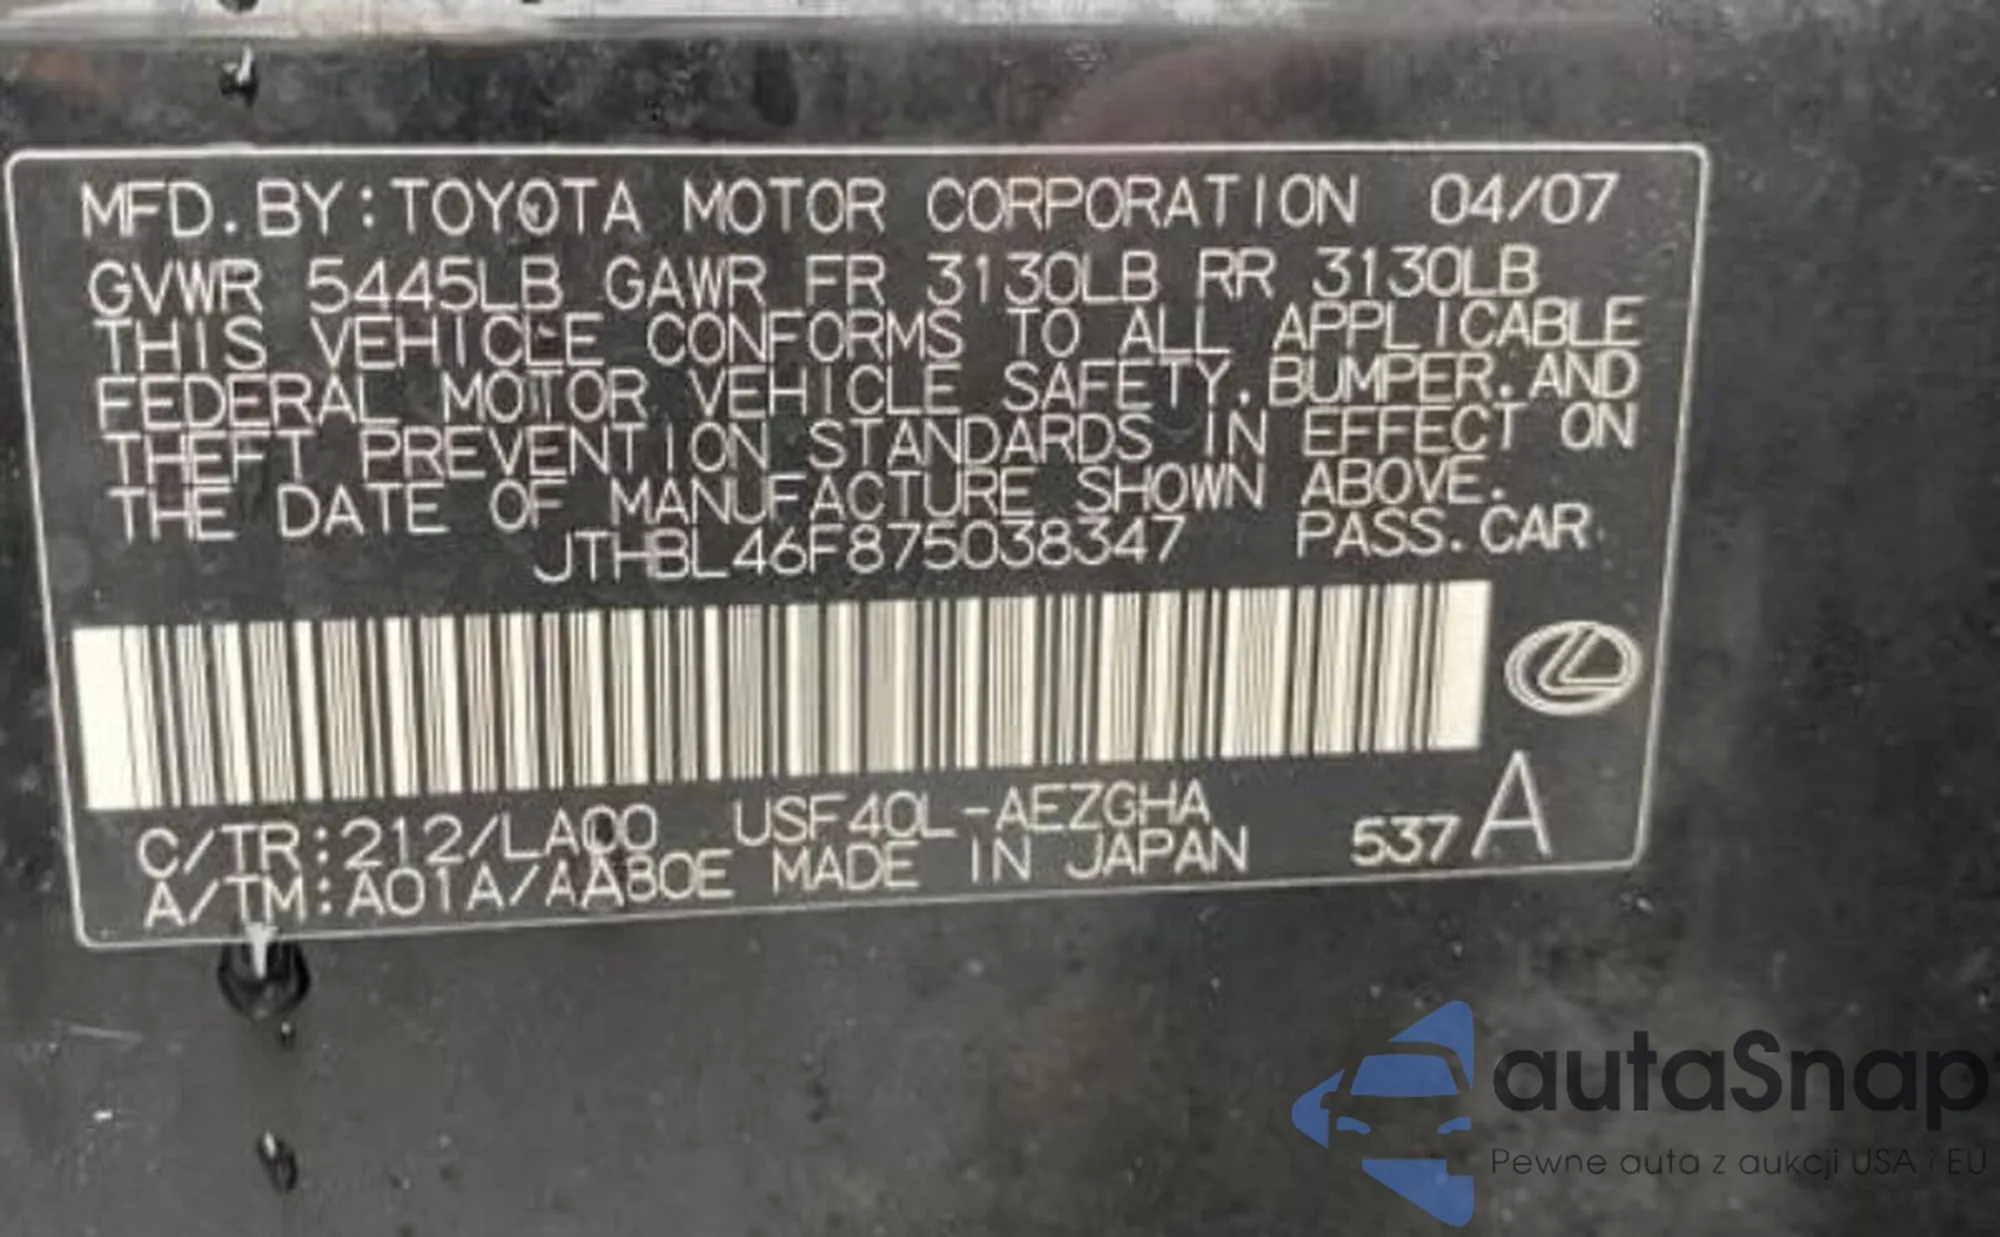 MFD. BY: TOYOTA MOTOR CORPORATION 04/07
GVWR 5445LB GAWR FR 3130LB RR 3130LB
THIS VEHICLE CONFORMS TO ALL APPLICABLE
FEDERAL MOTOR VEHICLE SAFETY, BUMPER, AND
THEFT PREVENTION STANDARDS IN EFFECT ON
THE DATE OF MANUFACTURE SHOWN ABOVE.
JTHBL46F875038347 PASS. CAR
C/TR:212/LA00 USF40L-AEZGHA
A/TM:A01A/AA80E MADE IN JAPAN 537 A
autaSnap
Pewne auta z aukcji USA i EU